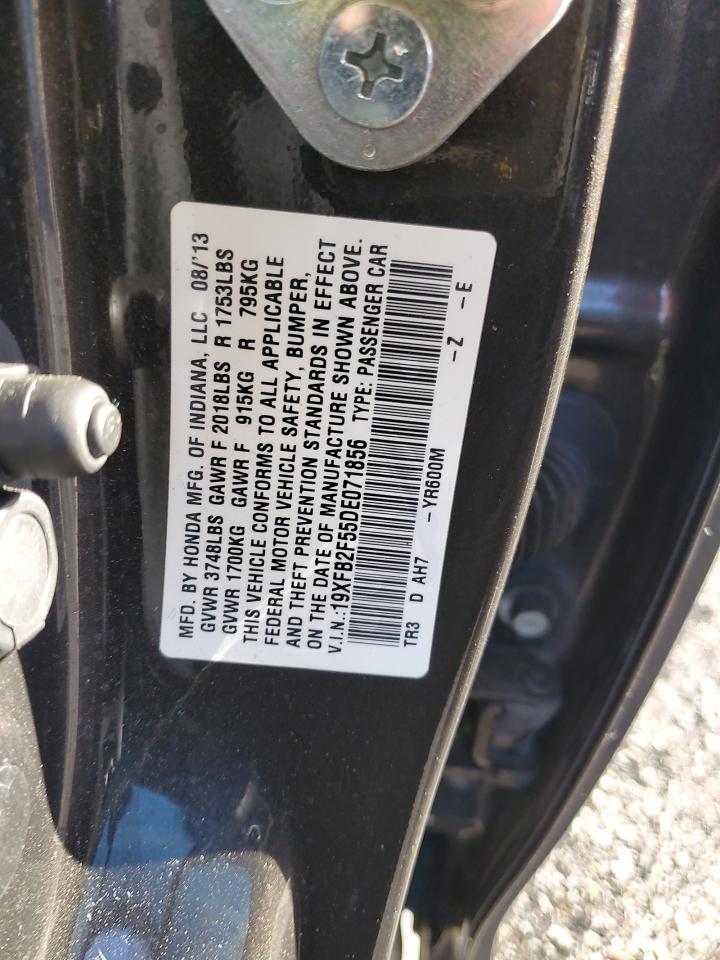 MFD. BY HONDA MFG. OF INDIANA, LLC 08/'13
GVWR 3748LBS GAWR F 2018LBS R 1753LBS
GVWR 1700KG GAWR F 915KG R 795KG
THIS VEHICLE CONFORMS TO ALL APPLICABLE
FEDERAL MOTOR VEHICLE SAFETY, BUMPER,
AND THEFT PREVENTION STANDARDS IN EFFECT
ON THE DATE OF MANUFACTURE SHOWN ABOVE.
V.I.N.:19XFB2F55DE071856 TYPE: PASSENGER CAR
TR3 D AH7 -YR600M -Z -E